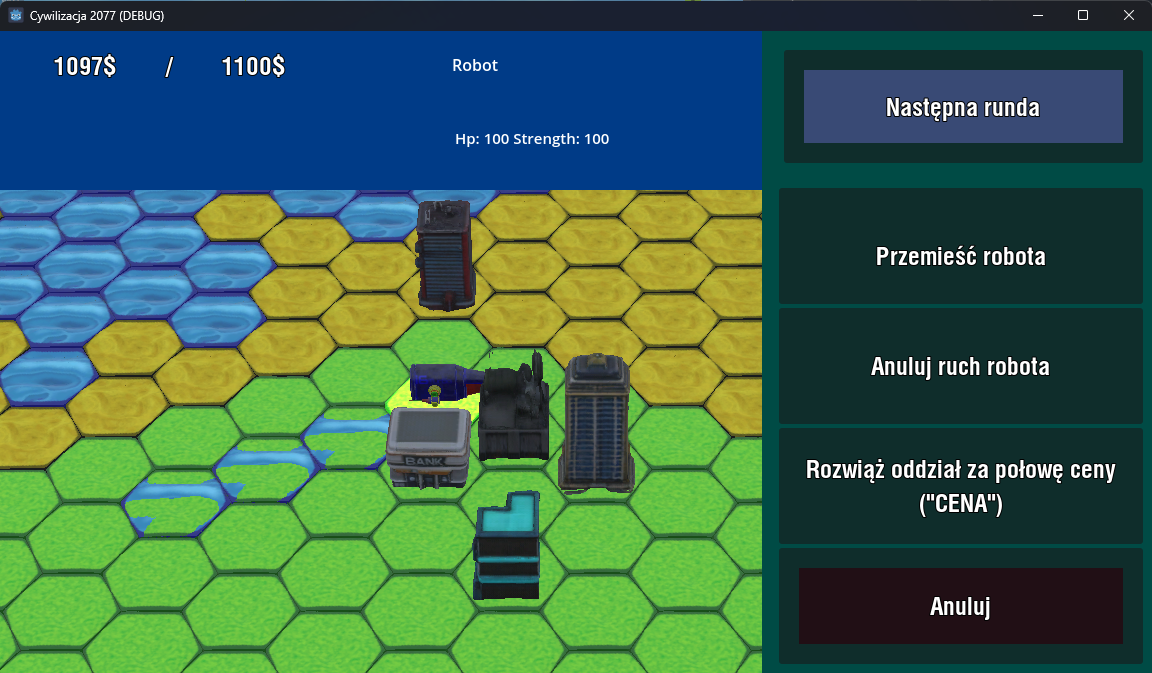 Cywilizacja 2077 (DEBUG)
1097$ / 1100$
Robot
Hp: 100 Strength: 100
Następna runda
Przemieść robota
Anuluj ruch robota
Rozwiąż oddział za połowę ceny
("CENA")
Anuluj
BANK